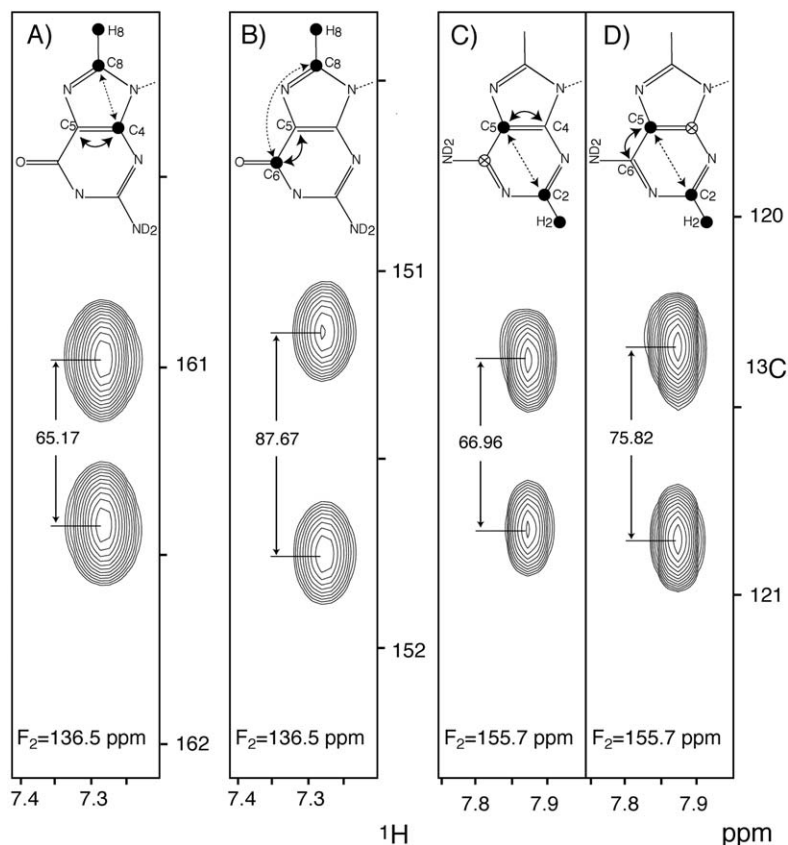 A)
H8
C8
N
N
C5
C4
O
N
N
N
ND2
65.17
161
162
F2=136.5 ppm
7.4
7.3
B)
H8
C8
N
N
C5
O
C6
N
N
N
ND2
87.67
151
152
F2=136.5 ppm
7.4
7.3
1H
C)
N
N
C5
C4
ND2
N
N
C2
H2
66.96
F2=155.7 ppm
7.8
7.9
D)
N
N
C5
ND2
C6
N
N
C2
H2
75.82
F2=155.7 ppm
7.8
7.9
120
13C
121
ppm